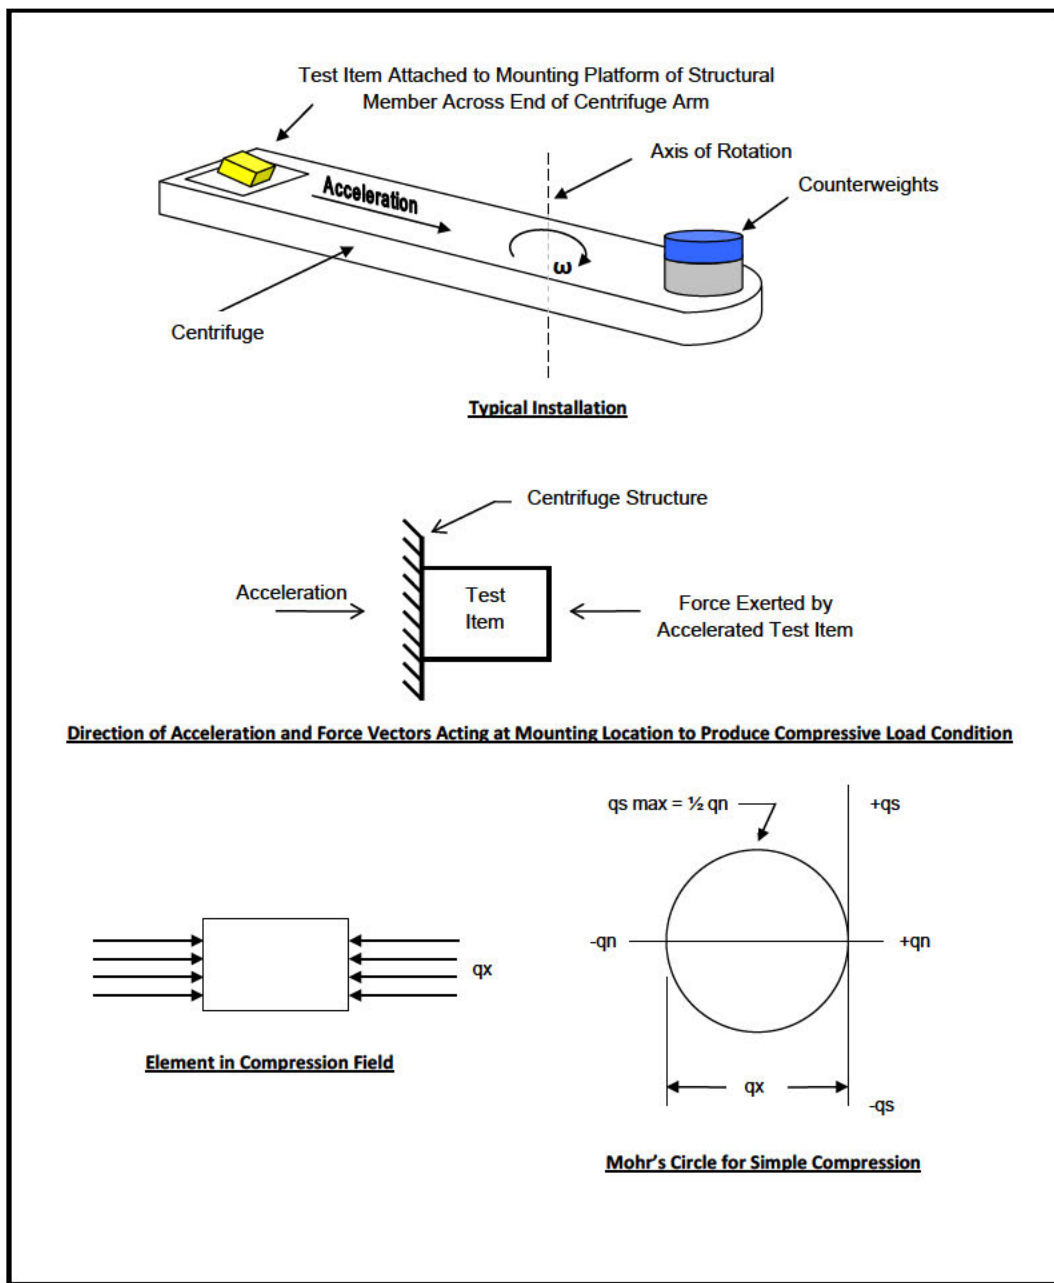 Test Item Attached to Mounting Platform of Structural
Member Across End of Centrifuge Arm
Axis of Rotation
Counterweights
Acceleration
ω
Centrifuge
Typical Installation
Centrifuge Structure
Acceleration
Test
Item
Force Exerted by
Accelerated Test Item
Direction of Acceleration and Force Vectors Acting at Mounting Location to Produce Compressive Load Condition
qs max = ½ qn
+qs
-qn
+qn
qx
Element in Compression Field
qx
-qs
Mohr's Circle for Simple Compression